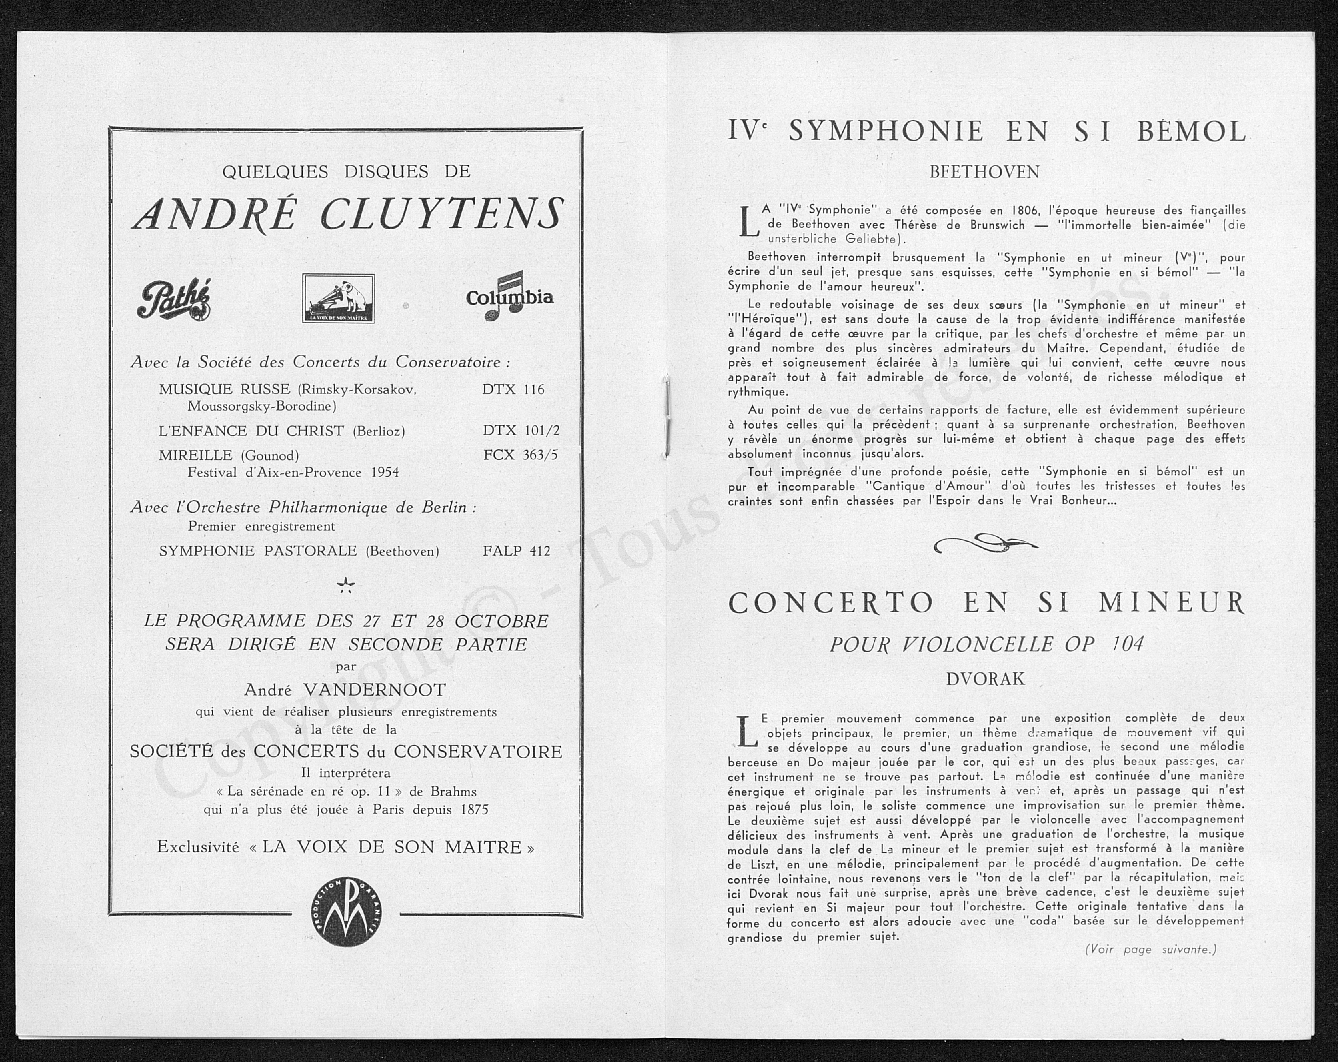 QUELQUES DISQUES DE
ANDRÉ CLUYTENS
Pathé
LA VOIX DE SON MAITRE
Columbia
Avec la Société des Concerts du Conservatoire :
MUSIQUE RUSSE (Rimsky-Korsakov, DTX 116
Moussorgsky-Borodine)
L'ENFANCE DU CHRIST (Berlioz) DTX 101/2
MIREILLE (Gounod) FCX 363/5
Festival d'Aix-en-Provence 1954
Avec l'Orchestre Philharmonique de Berlin :
Premier enregistrement
SYMPHONIE PASTORALE (Beethoven) FALP 412
LE PROGRAMME DES 27 ET 28 OCTOBRE
SERA DIRIGÉ EN SECONDE PARTIE
par
André VANDERNOOT
qui vient de réaliser plusieurs enregistrements
à la tête de la
SOCIÉTÉ des CONCERTS du CONSERVATOIRE
Il interprétera
« La sérénade en ré op. 11 » de Brahms
qui n'a plus été jouée à Paris depuis 1875
Exclusivité « LA VOIX DE SON MAITRE »
PRODUCTION GARANTIE
PM
IVe SYMPHONIE EN SI BÉMOL
BEETHOVEN
LA "IVe Symphonie" a été composée en 1806, l'époque heureuse des fiançailles
de Beethoven avec Thérèse de Brunswich — "l'immortelle bien-aimée" (die
unsterbliche Geliebte).
Beethoven interrompit brusquement la "Symphonie en ut mineur (Ve)", pour
écrire d'un seul jet, presque sans esquisses, cette "Symphonie en si bémol" — "la
Symphonie de l'amour heureux".
Le redoutable voisinage de ses deux sœurs (la "Symphonie en ut mineur" et
"l'Héroïque"), est sans doute la cause de la trop évidente indifférence manifestée
à l'égard de cette œuvre par la critique, par les chefs d'orchestre et même par un
grand nombre des plus sincères admirateurs du Maître. Cependant, étudiée de
près et soigneusement éclairée à la lumière qui lui convient, cette œuvre nous
apparaît tout à fait admirable de force, de volonté, de richesse mélodique et
rythmique.
Au point de vue de certains rapports de facture, elle est évidemment supérieure
à toutes celles qui la précèdent ; quant à sa surprenante orchestration, Beethoven
y révèle un énorme progrès sur lui-même et obtient à chaque page des effets
absolument inconnus jusqu'alors.
Tout imprégnée d'une profonde poésie, cette "Symphonie en si bémol" est un
pur et incomparable "Cantique d'Amour" d'où toutes les tristesses et toutes les
craintes sont enfin chassées par l'Espoir dans le Vrai Bonheur...
CONCERTO EN SI MINEUR
POUR VIOLONCELLE OP 104
DVORAK
LE premier mouvement commence par une exposition complète de deux
objets principaux, le premier, un thème dramatique de mouvement vif qui
se développe au cours d'une graduation grandiose, le second une mélodie
berceuse en Do majeur jouée par le cor, qui est un des plus beaux passages, car
cet instrument ne se trouve pas partout. La mélodie est continuée d'une manière
énergique et originale par les instruments à vent et, après un passage qui n'est
pas rejoué plus loin, le soliste commence une improvisation sur le premier thème.
Le deuxième sujet est aussi développé par le violoncelle avec l'accompagnement
délicieux des instruments à vent. Après une graduation de l'orchestre, la musique
module dans la clef de La mineur et le premier sujet est transformé à la manière
de Liszt, en une mélodie, principalement par le procédé d'augmentation. De cette
contrée lointaine, nous revenons vers le "ton de la clef" par la récapitulation, mais
ici Dvorak nous fait une surprise, après une brève cadence, c'est le deuxième sujet
qui revient en Si majeur pour tout l'orchestre. Cette originale tentative dans la
forme du concerto est alors adoucie avec une "coda" basée sur le développement
grandiose du premier sujet.
(Voir page suivante.)
Copyright © - Tous droits réservés.